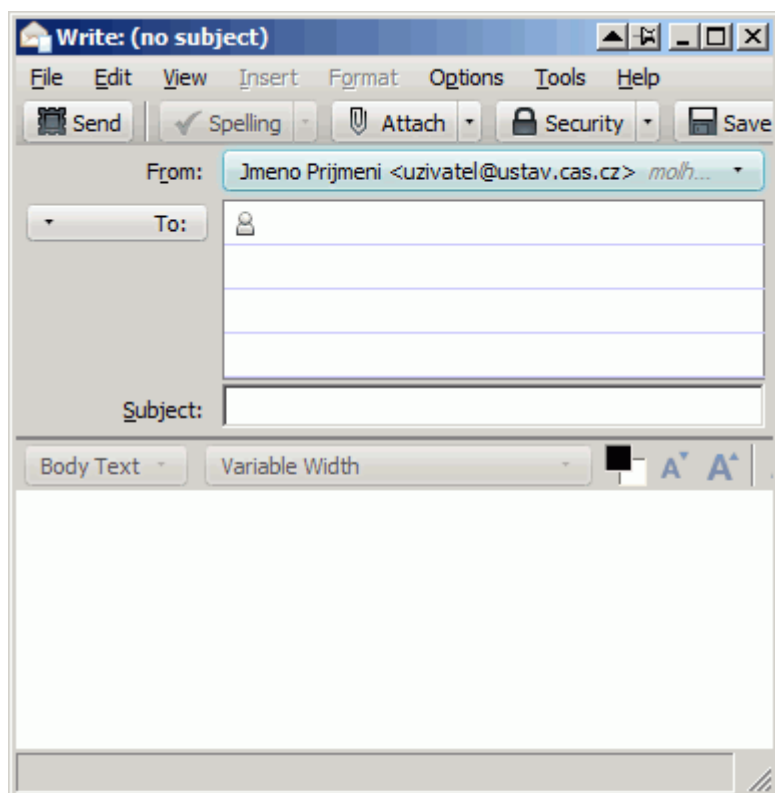 Write: (no subject)
File Edit View Insert Format Options Tools Help
Send Spelling Attach Security Save
From: Jmeno Prijmeni <uzivatel@ustav.cas.cz> molh...
To:
Subject:
Body Text Variable Width A A